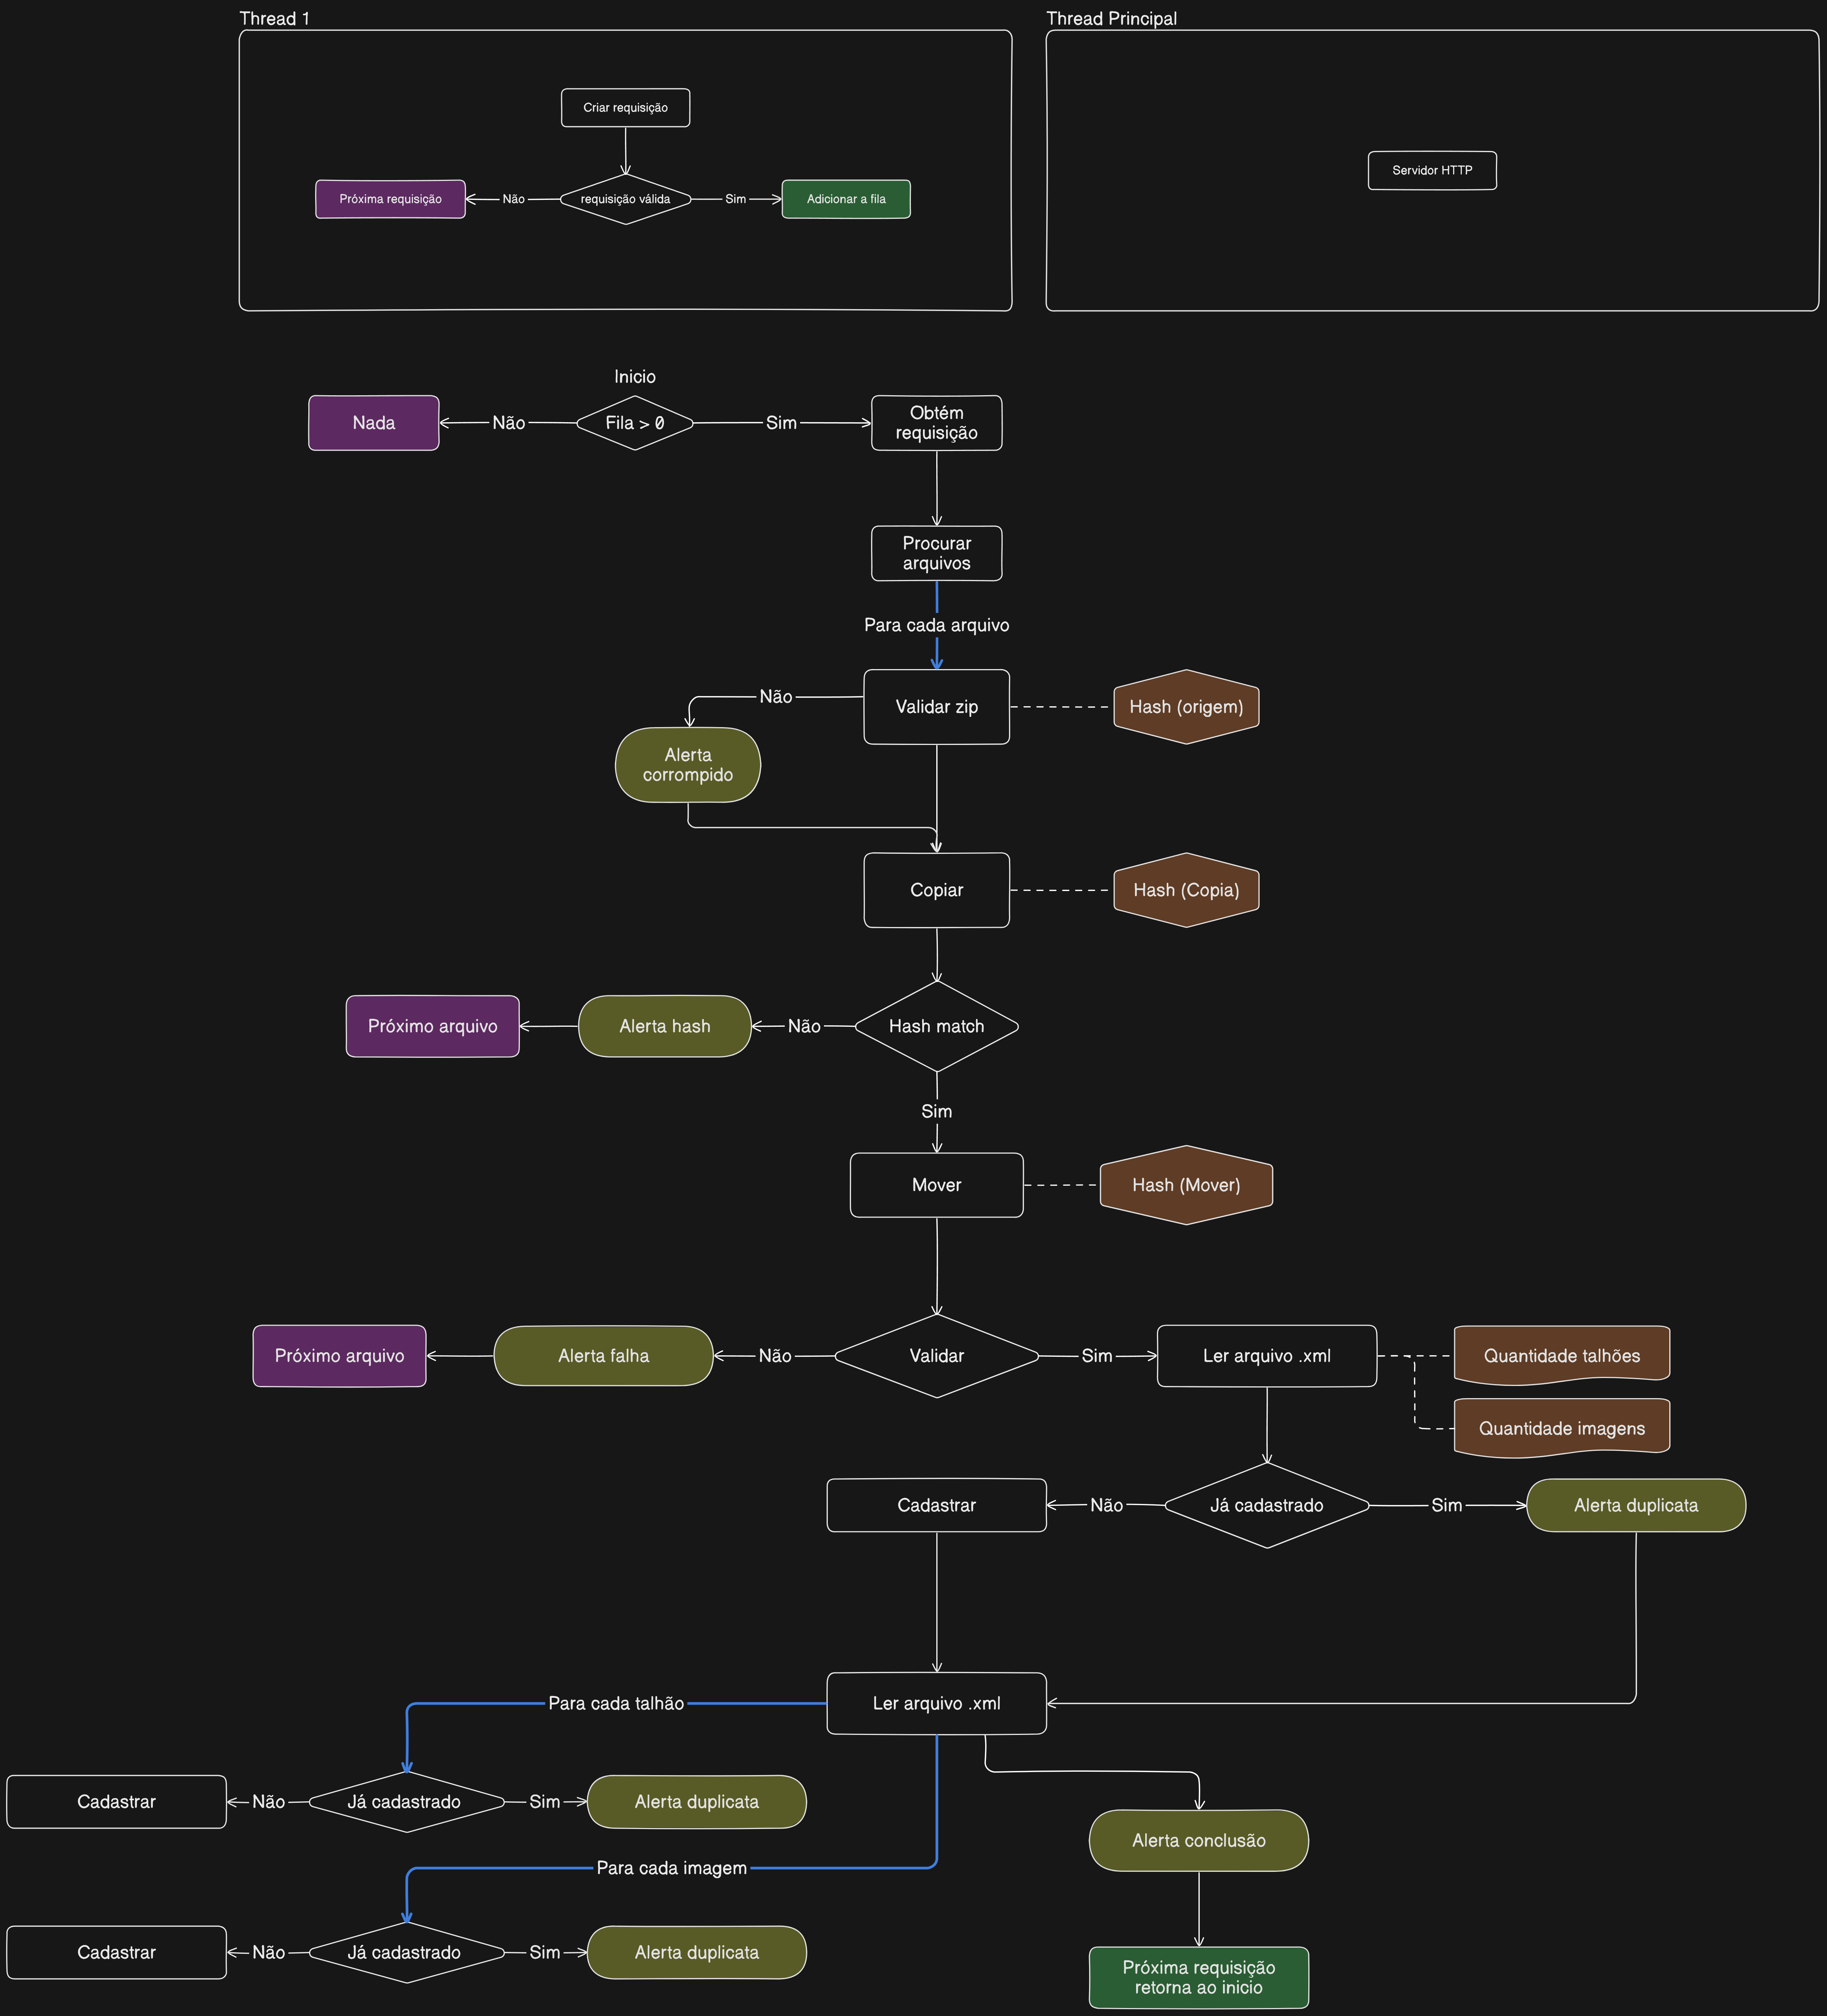 Thread 1
Thread Principal
Criar requisição
Próxima requisição
Não
requisição válida
Sim
Adicionar a fila
Servidor HTTP
Inicio
Nada
Não
Fila > 0
Sim
Obtém
requisição
Procurar
arquivos
Para cada arquivo
Não
Validar zip
Hash (origem)
Alerta
corrompido
Copiar
Hash (Copia)
Próximo arquivo
Alerta hash
Não
Hash match
Sim
Mover
Hash (Mover)
Próximo arquivo
Alerta falha
Não
Validar
Sim
Ler arquivo .xml
Quantidade talhões
Quantidade imagens
Cadastrar
Não
Já cadastrado
Sim
Alerta duplicata
Para cada talhão
Ler arquivo .xml
Cadastrar
Não
Já cadastrado
Sim
Alerta duplicata
Alerta conclusão
Para cada imagem
Cadastrar
Não
Já cadastrado
Sim
Alerta duplicata
Próxima requisição
retorna ao inicio